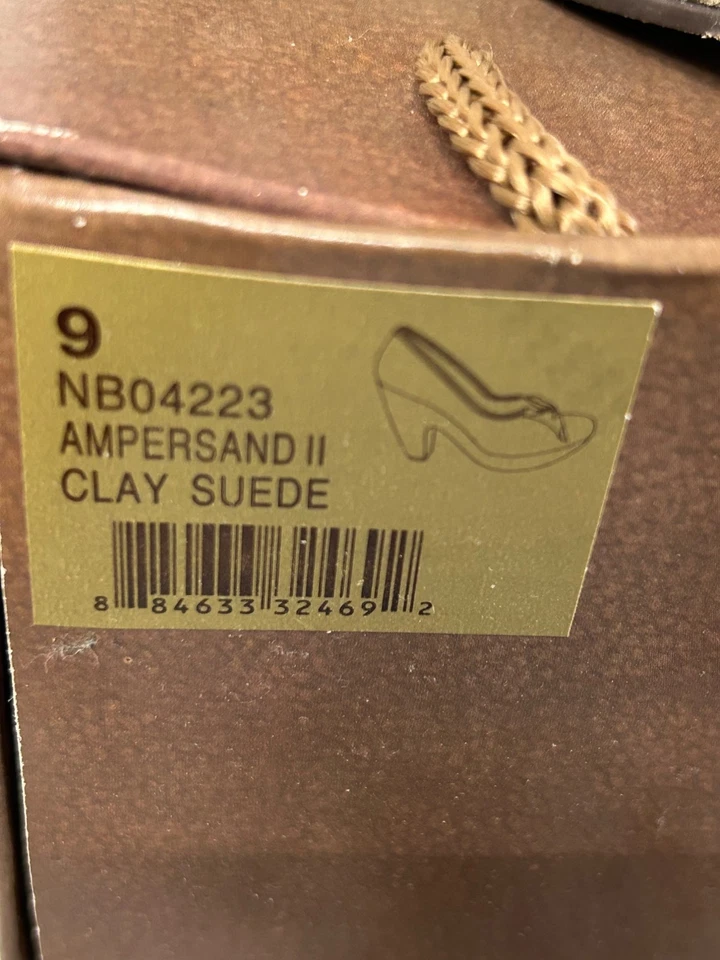 9
NB04223
AMPERSAND II
CLAY SUEDE
8 84633 32469 2